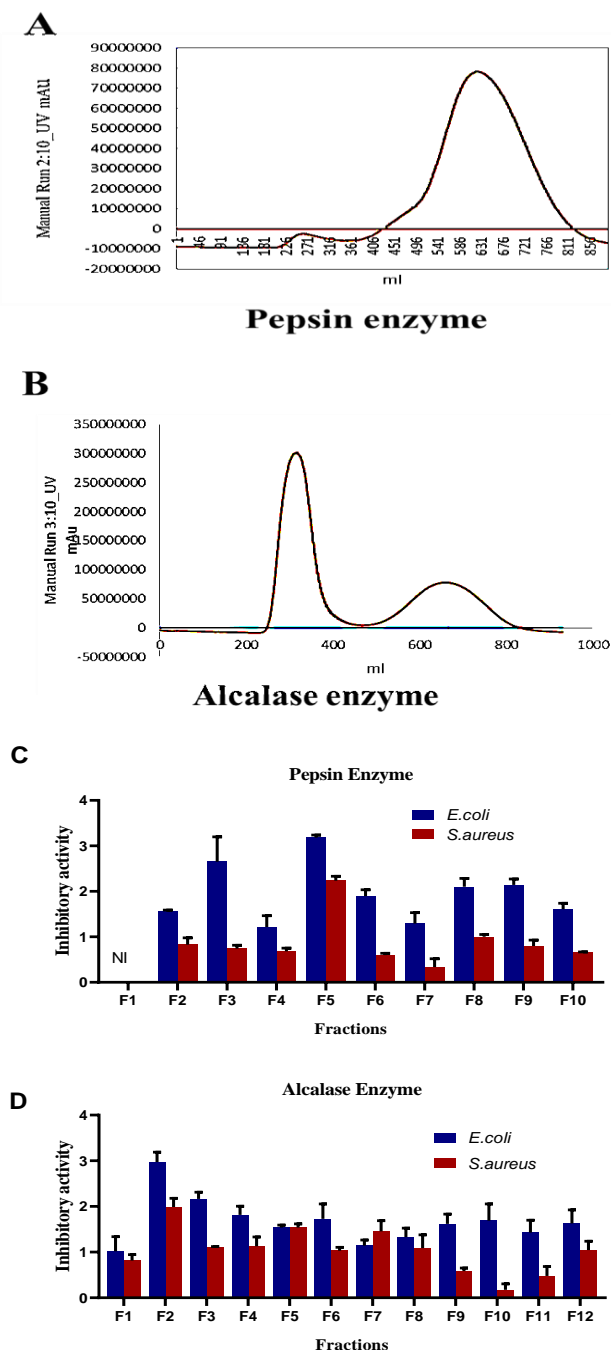 A
90000000
80000000
70000000
60000000
50000000
40000000
30000000
20000000
10000000
0
-10000000
-20000000
Manual Run 2:10_UV mAU
1 46 91 136 181 226 271 316 361 406 451 496 541 586 631 676 721 766 811 856
ml
Pepsin enzyme
B
350000000
300000000
250000000
200000000
150000000
100000000
50000000
0
-50000000
Manual Run 3:10_UV
mAu
0 200 400 600 800 1000
ml
Alcalase enzyme
C
Pepsin Enzyme
E.coli
S.aureus
4
3
2
1
0
Inhibitory activity
NI
F1 F2 F3 F4 F5 F6 F7 F8 F9 F10
Fractions
D
Alcalase Enzyme
E.coli
S.aureus
4
3
2
1
0
Inhibitory activity
F1 F2 F3 F4 F5 F6 F7 F8 F9 F10 F11 F12
Fractions